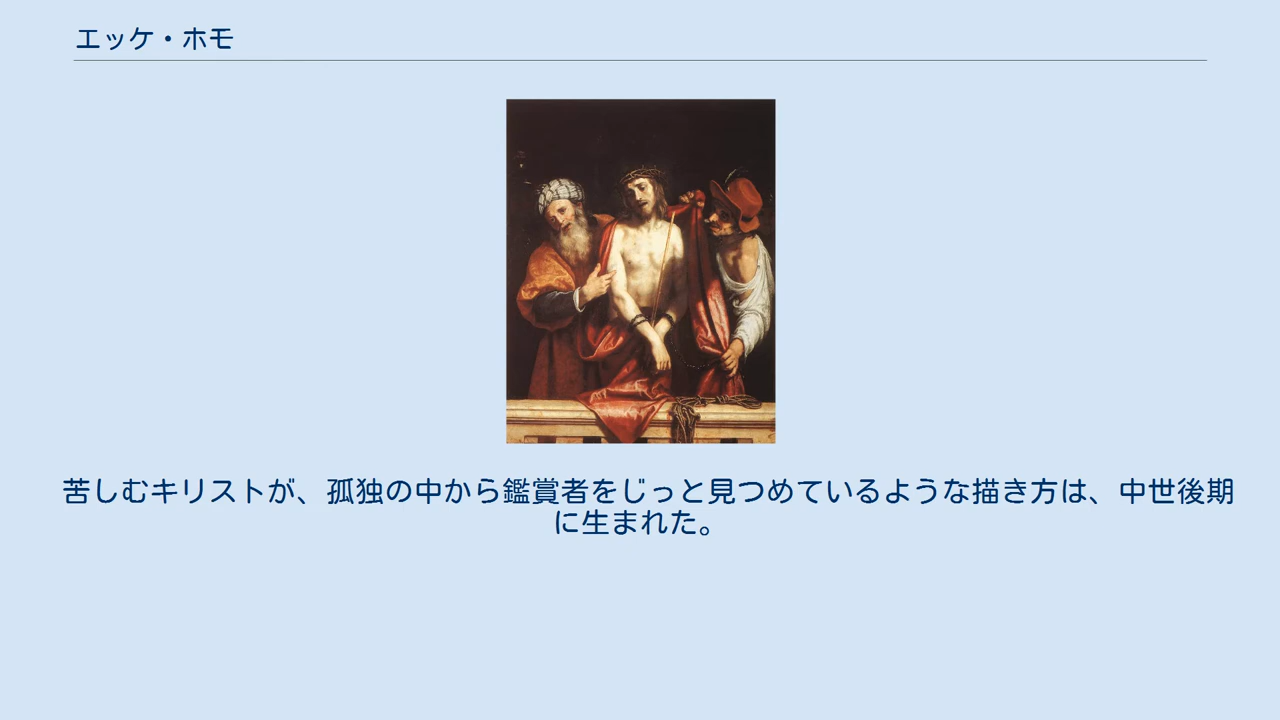 エッケ・ホモ
苦しむキリストが、孤独の中から鑑賞者をじっと見つめているような描き方は、中世後期
に生まれた。